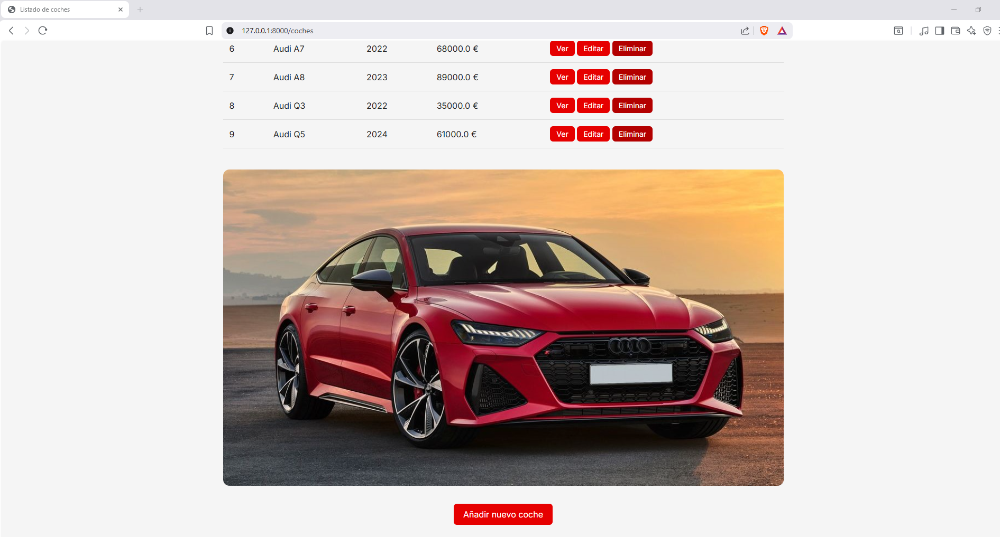 Listado de coches
127.0.0.1:8000/coches
6 Audi A7 2022 68000.0 € Ver Editar Eliminar
7 Audi A8 2023 89000.0 € Ver Editar Eliminar
8 Audi Q3 2022 35000.0 € Ver Editar Eliminar
9 Audi Q5 2024 61000.0 € Ver Editar Eliminar
Añadir nuevo coche